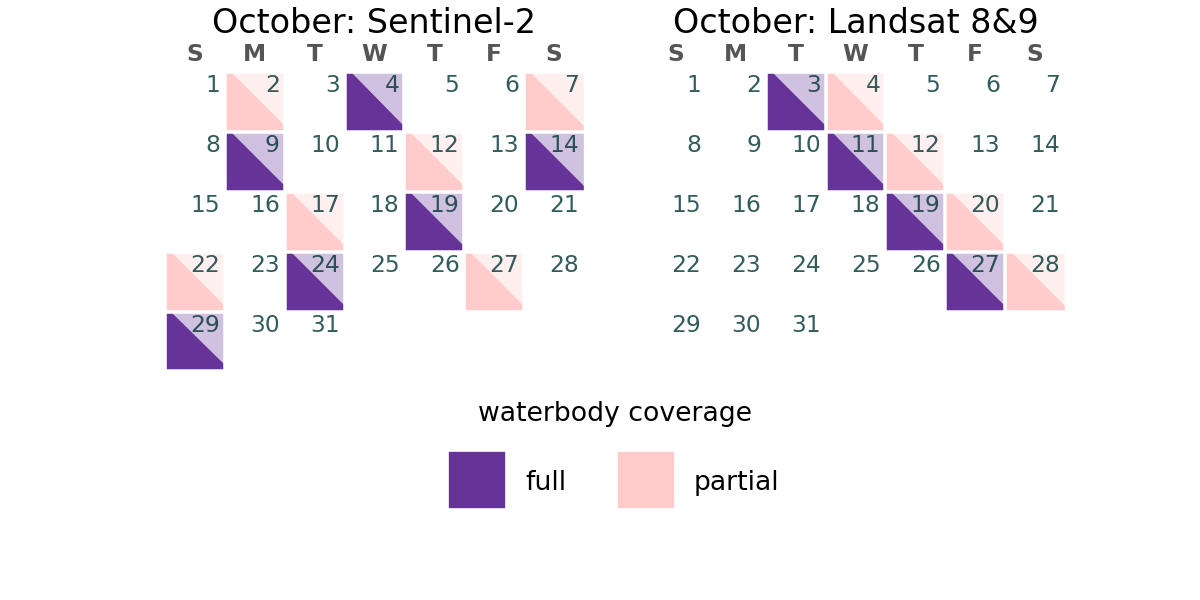 October: Sentinel-2
S M T W T F S
1 2 3 4 5 6 7
8 9 10 11 12 13 14
15 16 17 18 19 20 21
22 23 24 25 26 27 28
29 30 31
October: Landsat 8&9
S M T W T F S
1 2 3 4 5 6 7
8 9 10 11 12 13 14
15 16 17 18 19 20 21
22 23 24 25 26 27 28
29 30 31
waterbody coverage
full
partial